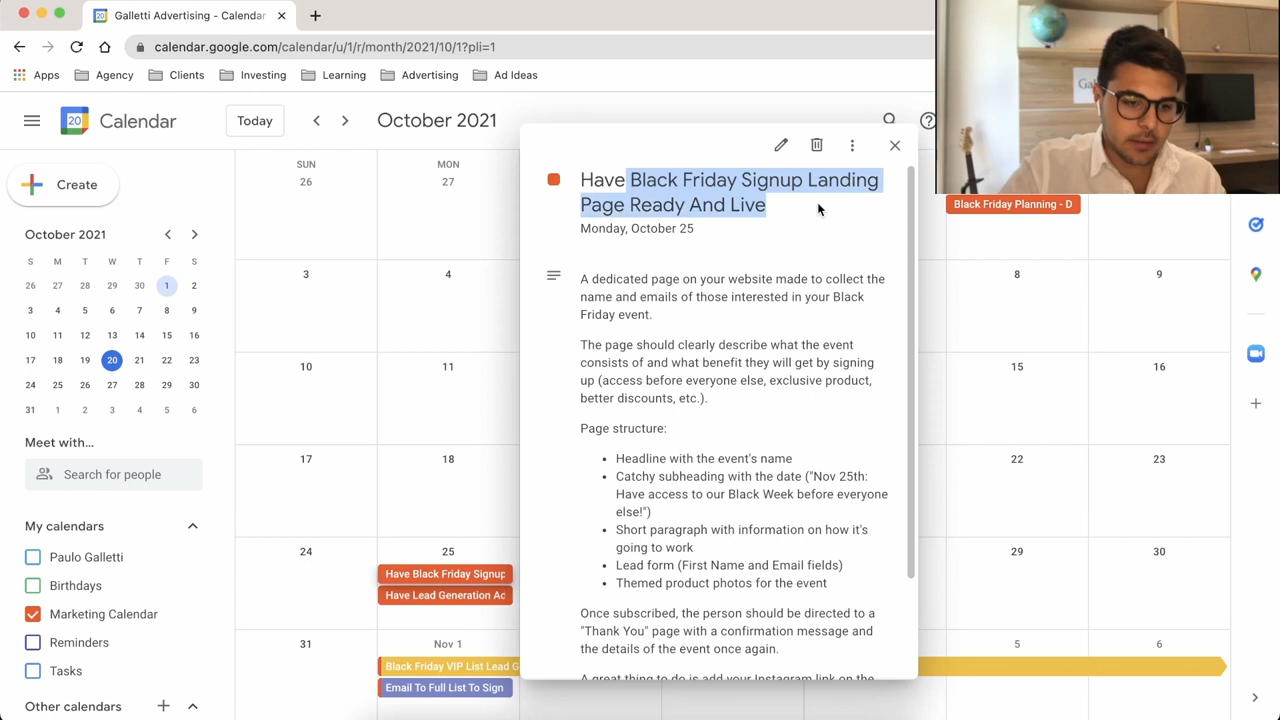 Galletti Advertising - Calendar
calendar.google.com/calendar/u/1/r/month/2021/10/1?pli=1
Apps Agency Clients Investing Learning Advertising Ad Ideas
20 Calendar Today October 2021
Create
October 2021
S M T W T F S
26 27 28 29 30 1 2
3 4 5 6 7 8 9
10 11 12 13 14 15 16
17 18 19 20 21 22 23
24 25 26 27 28 29 30
31 1 2 3 4 5 6
Meet with...
Search for people
My calendars
Paulo Galletti
Birthdays
Marketing Calendar
Reminders
Tasks
Other calendars
SUN MON
26 27
Black Friday Planning - D
3 4 8 9
10 11 15 16
17 18 22 23
24 25 29 30
Have Black Friday Signup
Have Lead Generation Ac
31 Nov 1 5 6
Black Friday VIP List Lead G
Email To Full List To Sign
Have Black Friday Signup Landing
Page Ready And Live
Monday, October 25
A dedicated page on your website made to collect the
name and emails of those interested in your Black
Friday event.
The page should clearly describe what the event
consists of and what benefit they will get by signing
up (access before everyone else, exclusive product,
better discounts, etc.).
Page structure:
• Headline with the event's name
• Catchy subheading with the date ("Nov 25th:
Have access to our Black Week before everyone
else!")
• Short paragraph with information on how it's
going to work
• Lead form (First Name and Email fields)
• Themed product photos for the event
Once subscribed, the person should be directed to a
"Thank You" page with a confirmation message and
the details of the event once again.
A great thing to do is add your Instagram link on the